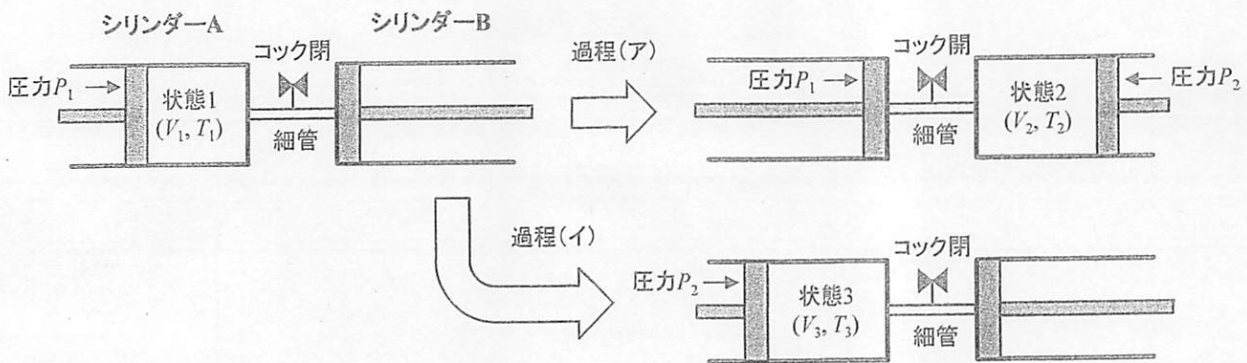 シリンダーA
シリンダーB
圧力P₁
状態1
(V₁, T₁)
コック閉
細管
過程(ア)
圧力P₁
コック開
細管
状態2
(V₂, T₂)
圧力P₂
過程(イ)
圧力P₂
状態3
(V₃, T₃)
コック閉
細管